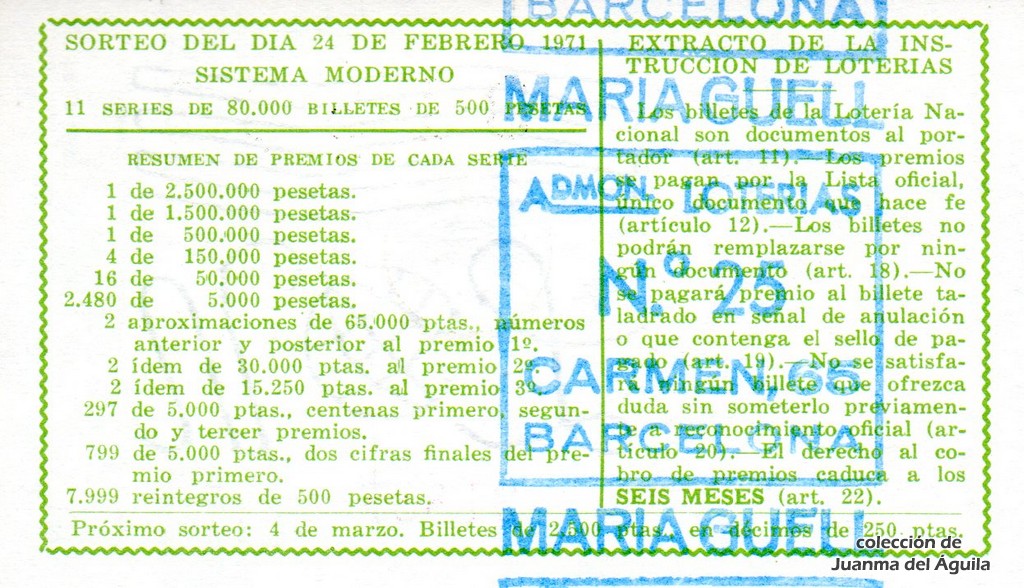 SORTEO DEL DIA 24 DE FEBRERO 1971
SISTEMA MODERNO
11 SERIES DE 80.000 BILLETES DE 500 PESETAS
RESUMEN DE PREMIOS DE CADA SERIE
1 de 2.500.000 pesetas.
1 de 1.500.000 pesetas.
1 de 500.000 pesetas.
4 de 150.000 pesetas.
16 de 50.000 pesetas.
2.480 de 5.000 pesetas.
2 aproximaciones de 65.000 ptas., números
anterior y posterior al premio 1º.
2 ídem de 30.000 ptas. al premio 2º.
2 ídem de 15.250 ptas. al premio 3º.
297 de 5.000 ptas., centenas primero, segun-
do y tercer premios.
799 de 5.000 ptas., dos cifras finales del pre-
mio primero.
7.999 reintegros de 500 pesetas.
EXTRACTO DE LA INS-
TRUCCION DE LOTERIAS
Los billetes de la Lotería Na-
cional son documentos al por-
tador (art. 11).—Los premios
se pagan por la Lista oficial,
único documento que hace fe
(artículo 12).—Los billetes no
podrán remplazarse por nin-
gún documento (art. 18).—No
se pagará premio al billete ta-
ladrado en señal de anulación
o que contenga el sello de pa-
gado (art. 19).—No se satisfa-
rá ningún billete que ofrezca
duda sin someterlo previamen-
te a reconocimiento oficial (ar-
tículo 20).—El derecho al co-
bro de premios caduca a los
SEIS MESES (art. 22).
Próximo sorteo: 4 de marzo. Billetes de 2.500 ptas., en décimos de 250 ptas.
BARCELONA
MARIA GUELL
ADMON. LOTERIAS
N.º 25
CARMEN, 65
BARCELONA
MARIA GUELL
colección de
Juanma del Águila